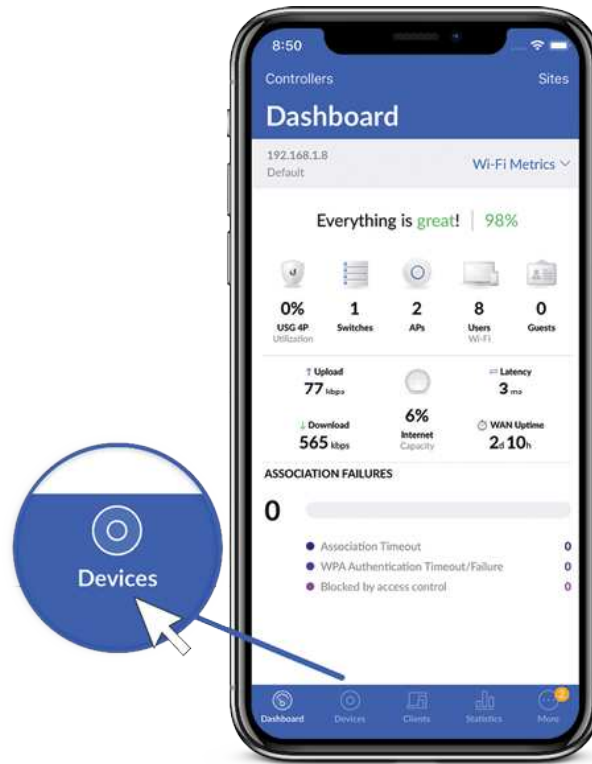 8:50
Controllers Sites
Dashboard
192.168.1.8
Default
Wi-Fi Metrics
Everything is great! 98%
0% 1 2 8 0
USG 4P Switches APs Users Guests
Utilization Wi-Fi
↑ Upload
77 kbps
Latency
3 ms
↓ Download
565 kbps
6%
Internet
Capacity
WAN Uptime
2d 10h
ASSOCIATION FAILURES
0
Association Timeout 0
WPA Authentication Timeout/Failure 0
Blocked by access control 0
Devices
2
Dashboard Devices Clients Statistics More